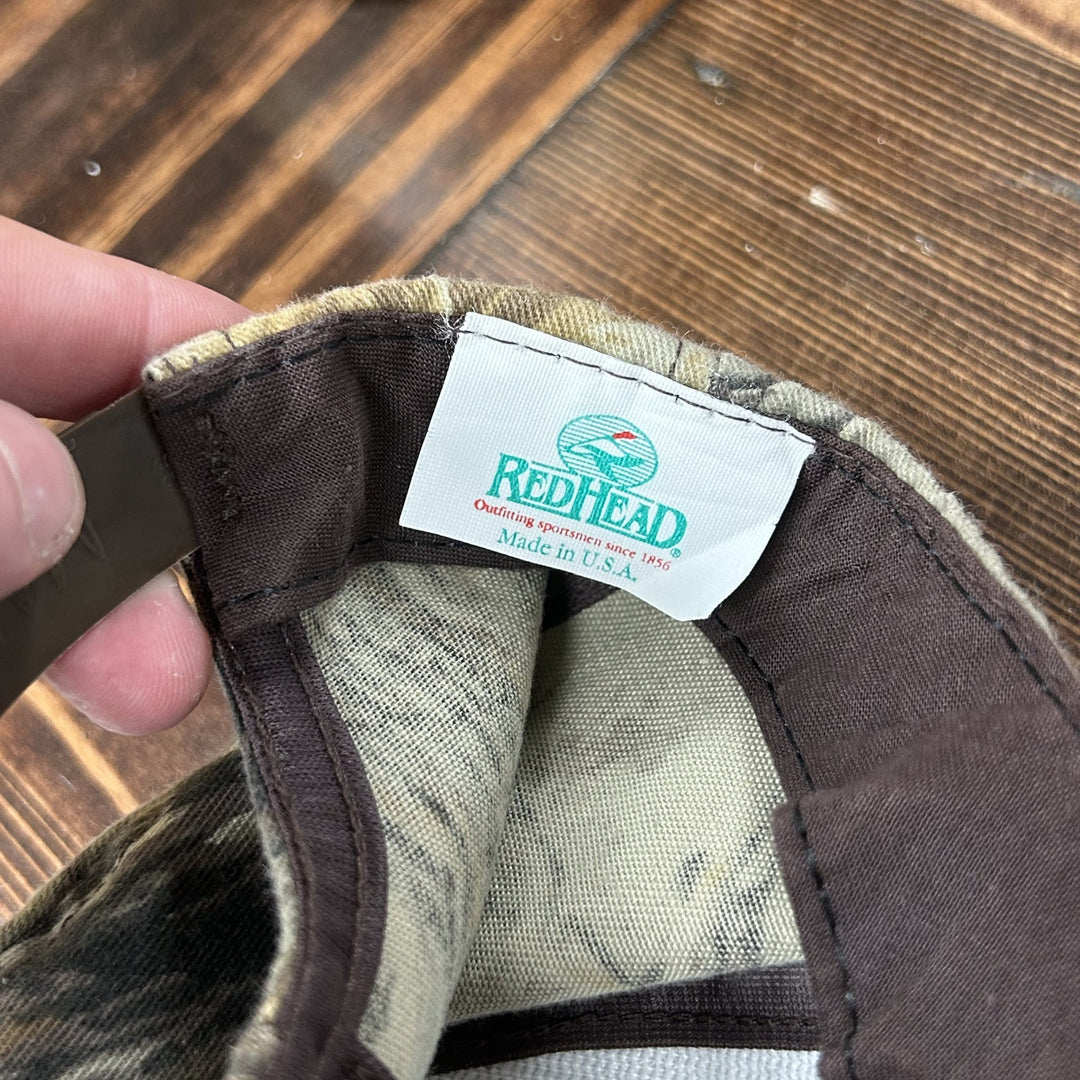 REDHEAD®
Outfitting sportsmen since 1856
Made in U.S.A.